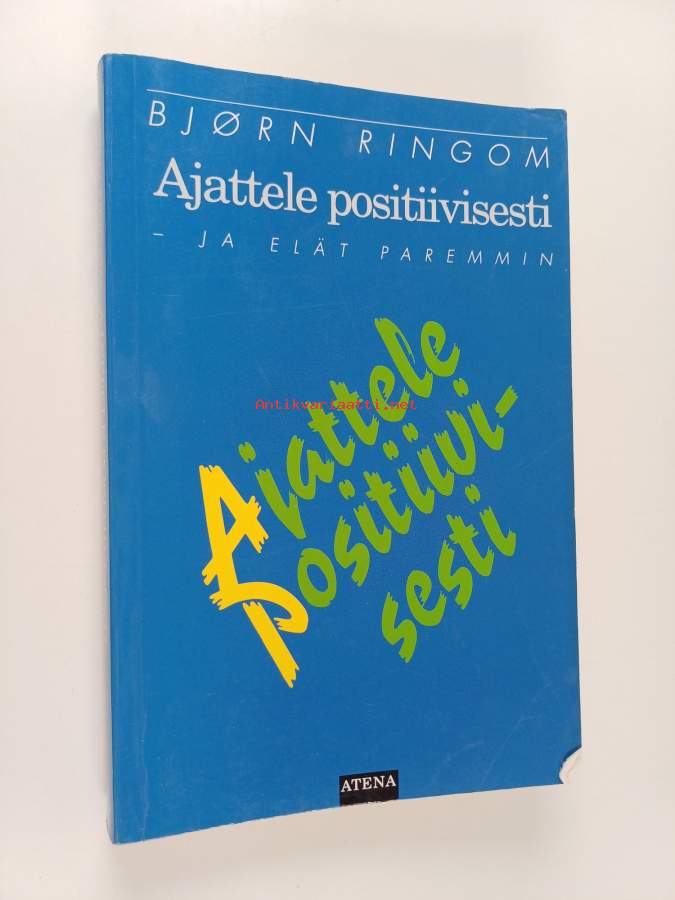 BJØRN RINGOM
Ajattele positiivisesti
– JA ELÄT PAREMMIN
Ajattele
positiivi-
sesti
Antikvariaatti.net
ATENA